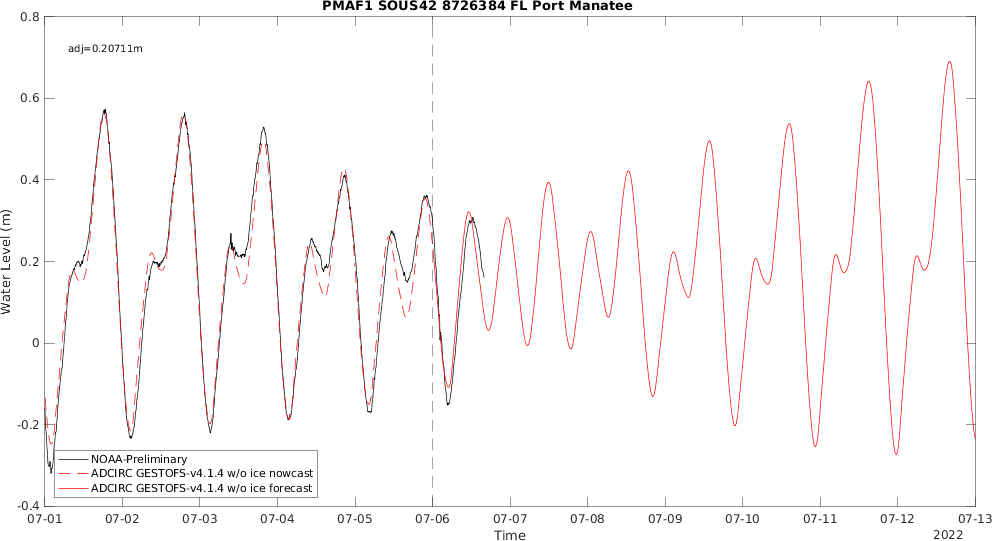 PMAF1 SOUS42 8726384 FL Port Manatee
0.8
adj=0.20711m
0.6
0.4
0.2
0
-0.2
-0.4
Water Level (m)
NOAA-Preliminary
ADCIRC GESTOFS-v4.1.4 w/o ice nowcast
ADCIRC GESTOFS-v4.1.4 w/o ice forecast
07-01 07-02 07-03 07-04 07-05 07-06 07-07 07-08 07-09 07-10 07-11 07-12 07-13
Time
2022